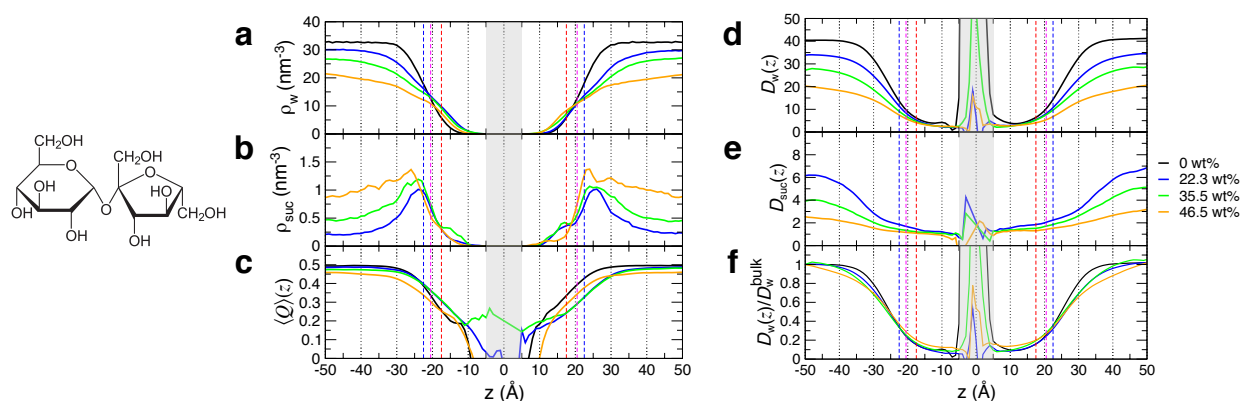 CH₂OH
O
OH
OH
OH
O
CH₂OH
O
HO
OH
CH₂OH
a
ρw (nm-3)
40
30
20
10
0
b
ρsuc (nm-3)
1.5
1
0.5
0
c
⟨Q⟩(z)
0.5
0.4
0.3
0.2
0.1
0
-50 -40 -30 -20 -10 0 10 20 30 40 50
z (Å)
d
Dw(z)
50
40
30
20
10
0
e
Dsuc(z)
8
6
4
2
0
f
Dw(z)/Dwbulk
1
0.8
0.6
0.4
0.2
0
-50 -40 -30 -20 -10 0 10 20 30 40 50
z (Å)
0 wt%
22.3 wt%
35.5 wt%
46.5 wt%